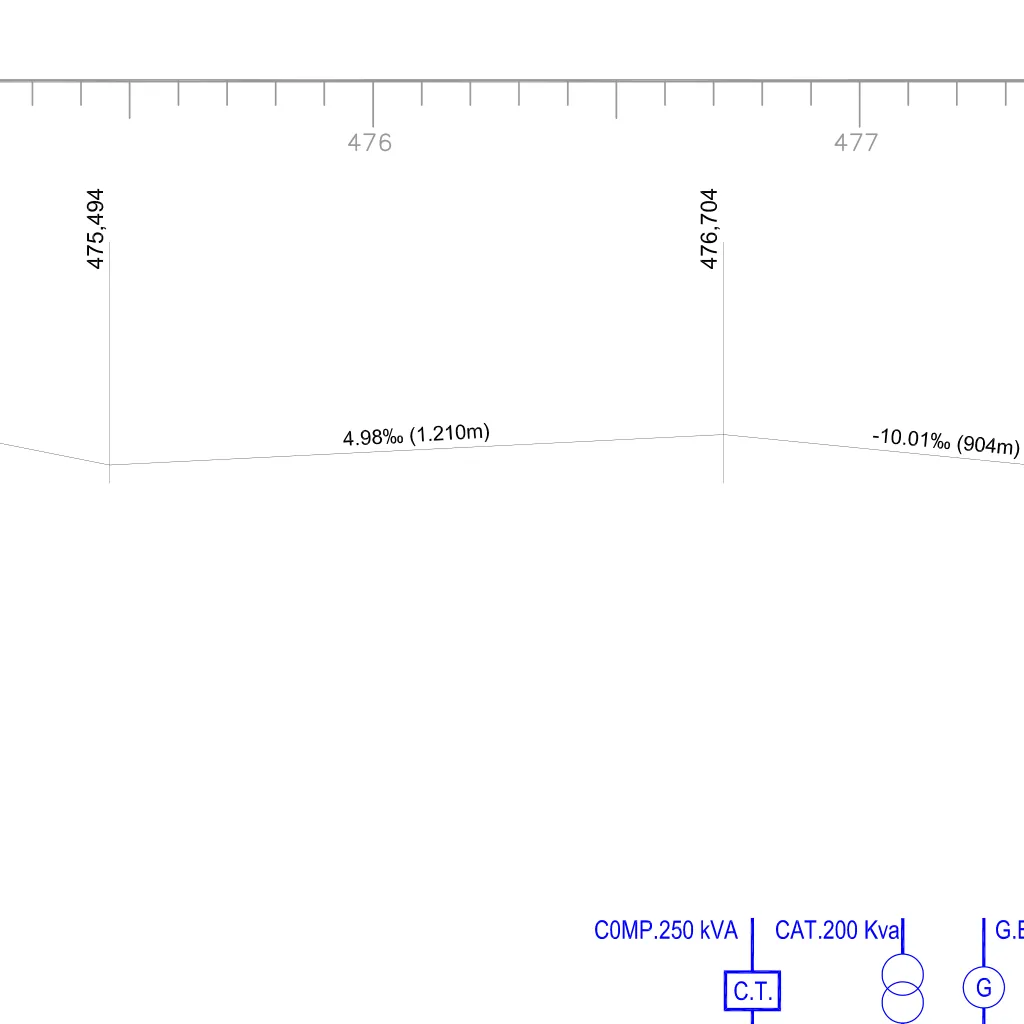 476
477
475,494
476,704
4.98‰ (1.210m)
-10.01‰ (904m)
C0MP.250 kVA
CAT.200 Kva
G.E
C.T.
G